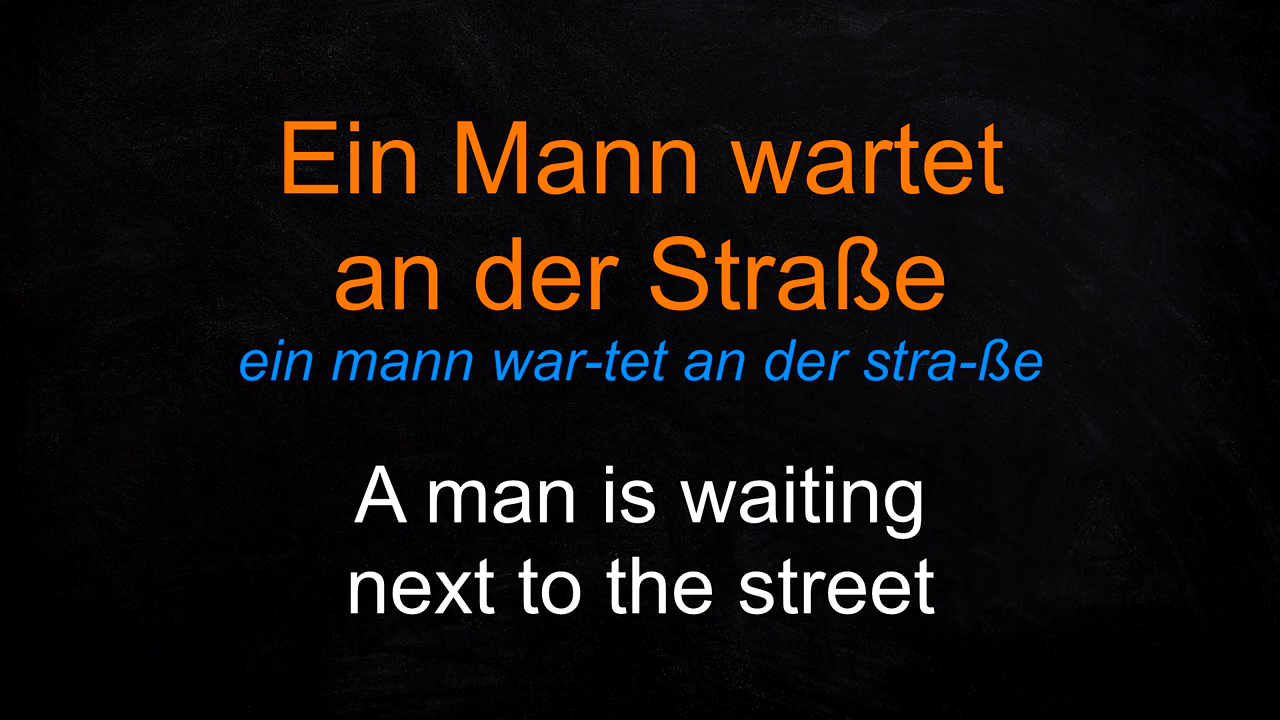 Ein Mann wartet
an der Straße
ein mann war-tet an der stra-ße
A man is waiting
next to the street